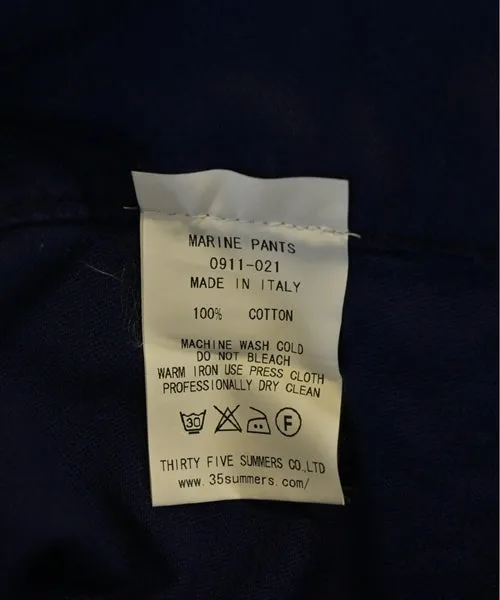 MARINE PANTS
0911-021
MADE IN ITALY
100% COTTON
MACHINE WASH COLD
DO NOT BLEACH
WARM IRON USE PRESS CLOTH
PROFESSIONALLY DRY CLEAN
30 F
THIRTY FIVE SUMMERS CO.,LTD
www.35summers.com/